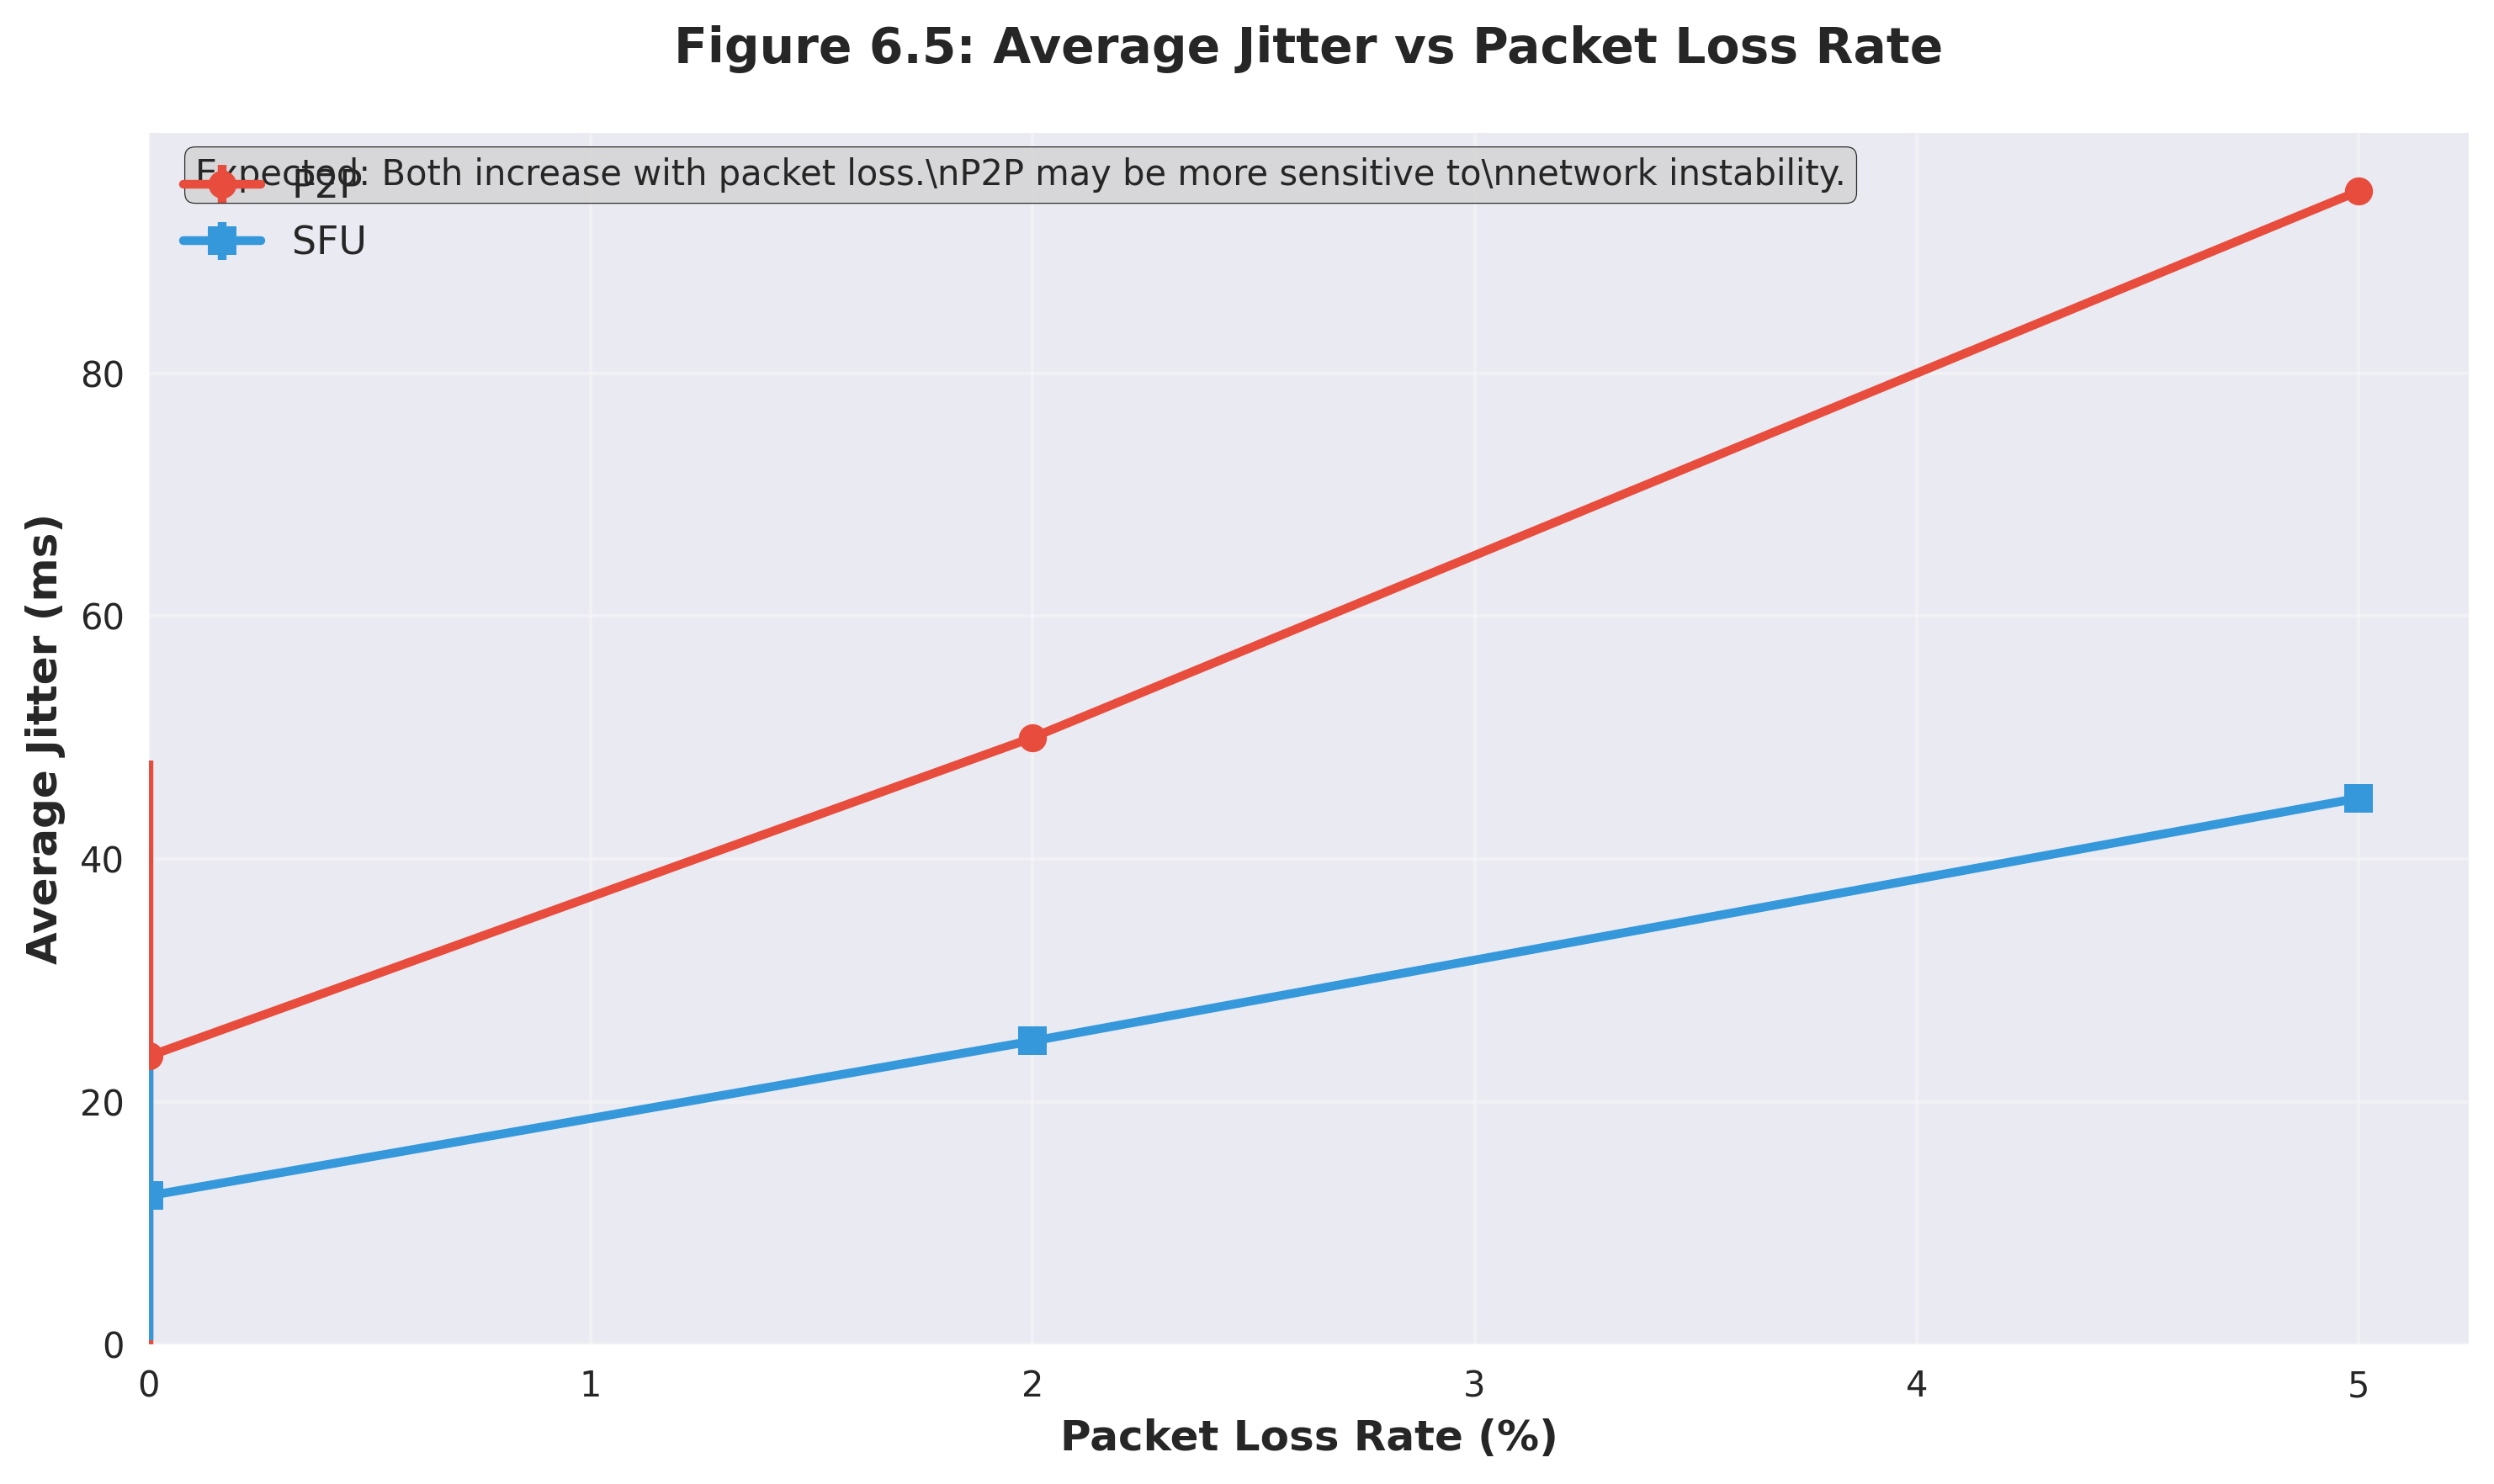 Figure 6.5: Average Jitter vs Packet Loss Rate
Expected: Both increase with packet loss.\nP2P may be more sensitive to\nnetwork instability.
P2P
SFU
80
60
40
20
0
Average Jitter (ms)
0 1 2 3 4 5
Packet Loss Rate (%)